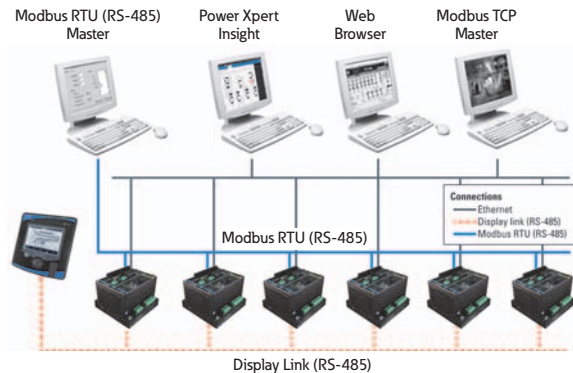 Modbus RTU (RS-485)
Master
Power Xpert
Insight
Web
Browser
Modbus TCP
Master
Connections
Ethernet
Display link (RS-485)
Modbus RTU (RS-485)
Modbus RTU (RS-485)
Display Link (RS-485)